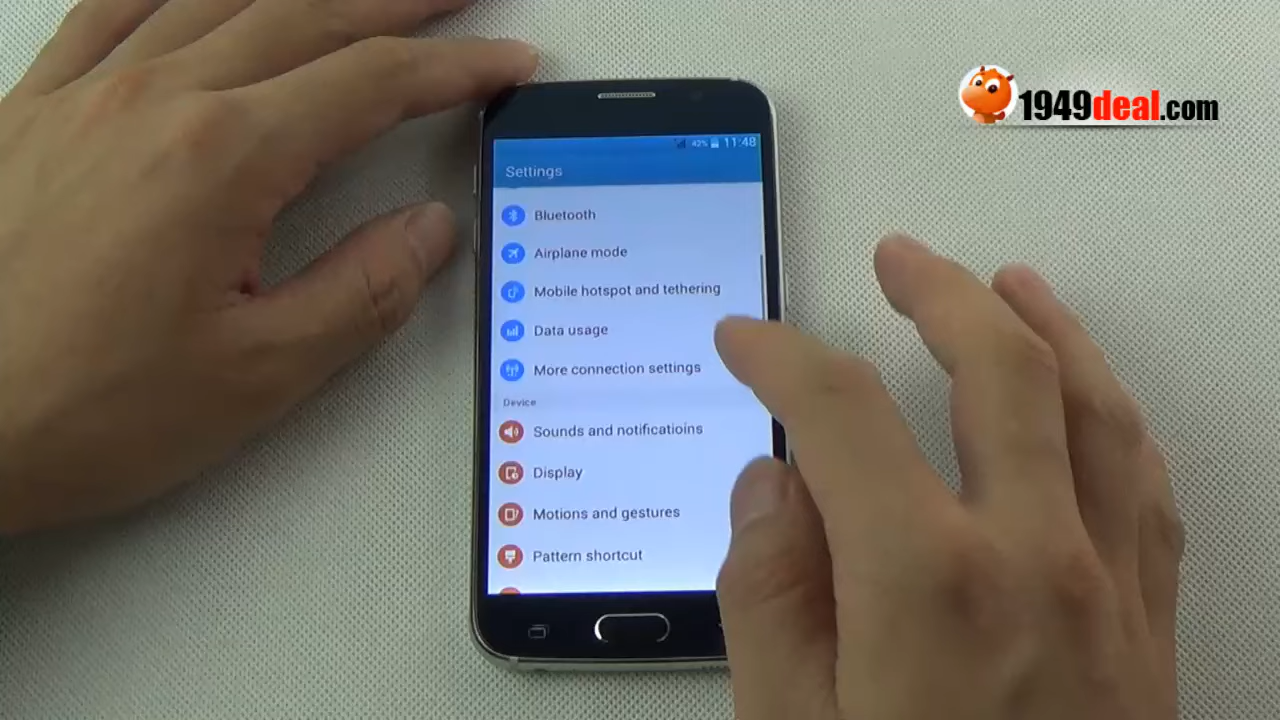 1949deal.com
42% 11:48
Settings
Bluetooth
Airplane mode
Mobile hotspot and tethering
Data usage
More connection settings
Device
Sounds and notificatioins
Display
Motions and gestures
Pattern shortcut